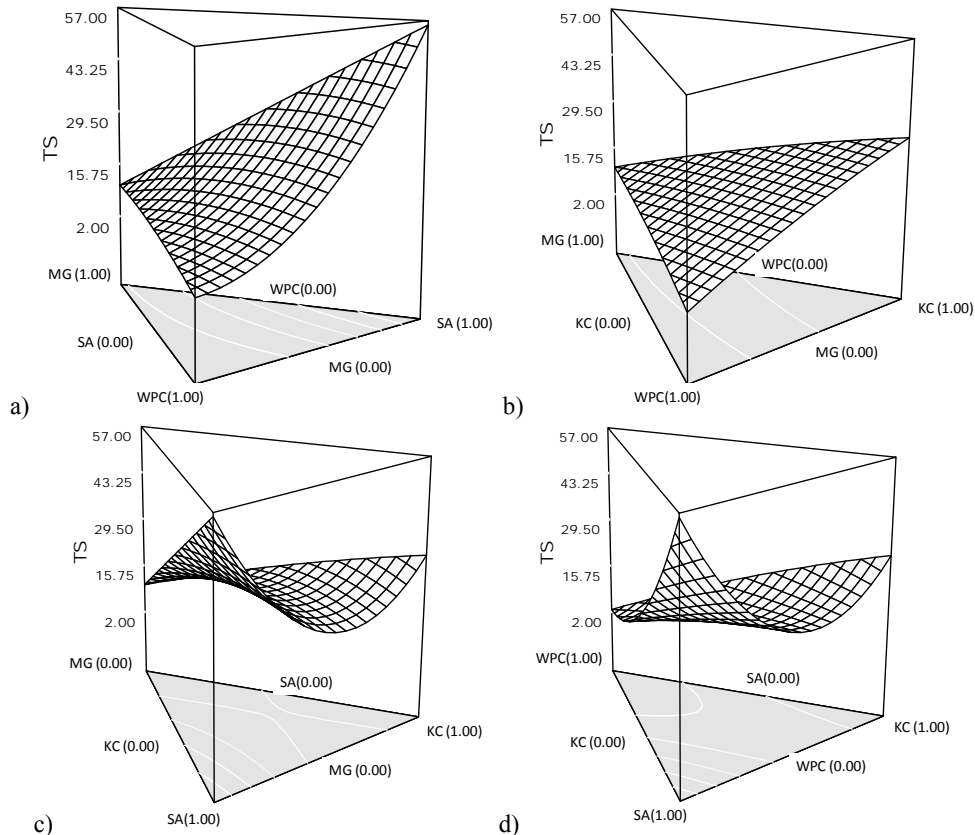 57.00
43.25
29.50
15.75
2.00
TS
MG (1.00)
WPC(0.00)
SA (1.00)
SA (0.00)
MG (0.00)
WPC(1.00)
a)
57.00
43.25
29.50
15.75
2.00
TS
MG (1.00)
WPC(0.00)
KC (1.00)
KC (0.00)
MG (0.00)
WPC(1.00)
b)
57.00
43.25
29.50
15.75
2.00
TS
MG (0.00)
SA(0.00)
KC (1.00)
KC (0.00)
MG (0.00)
SA(1.00)
c)
57.00
43.25
29.50
15.75
2.00
TS
WPC(1.00)
SA(0.00)
KC (1.00)
KC (0.00)
WPC (0.00)
SA(1.00)
d)